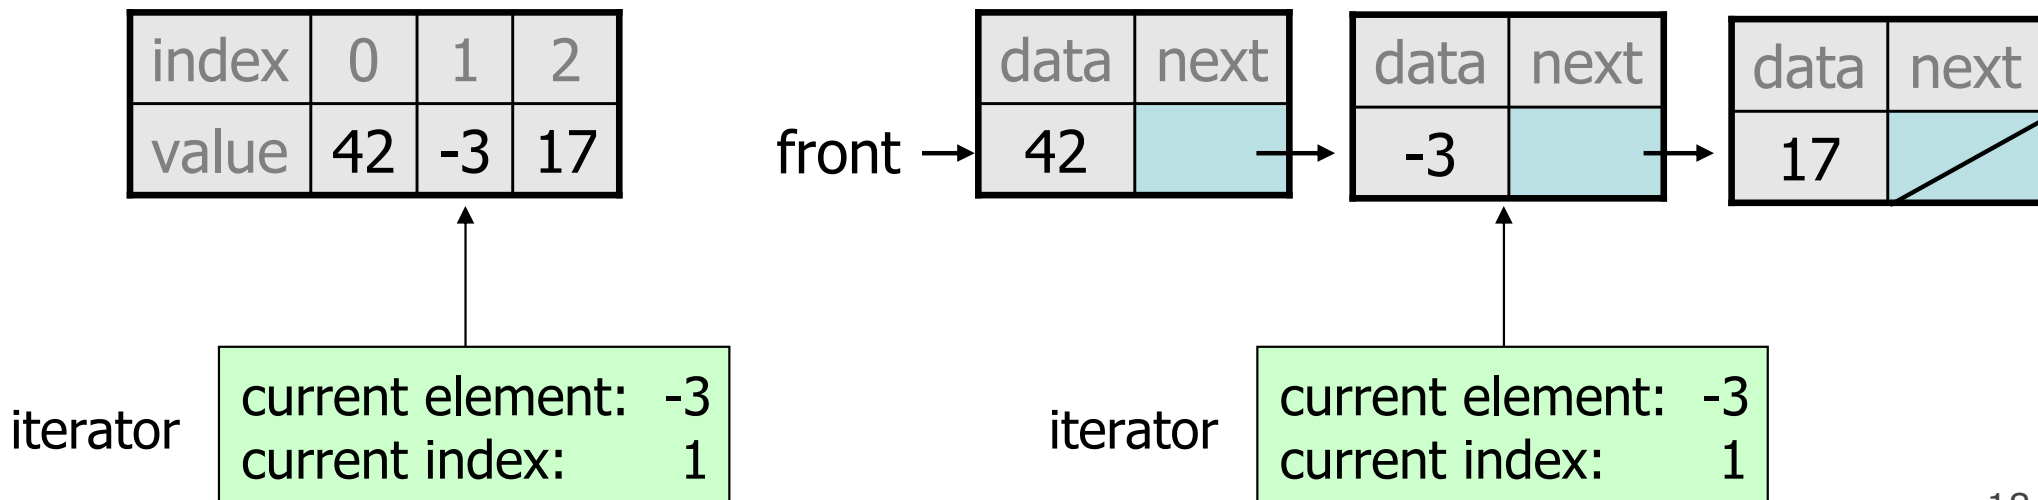 index 0 1 2
value 42 -3 17
front
data next
42
data next
-3
data next
17
iterator
current element: -3
current index: 1
iterator
current element: -3
current index: 1